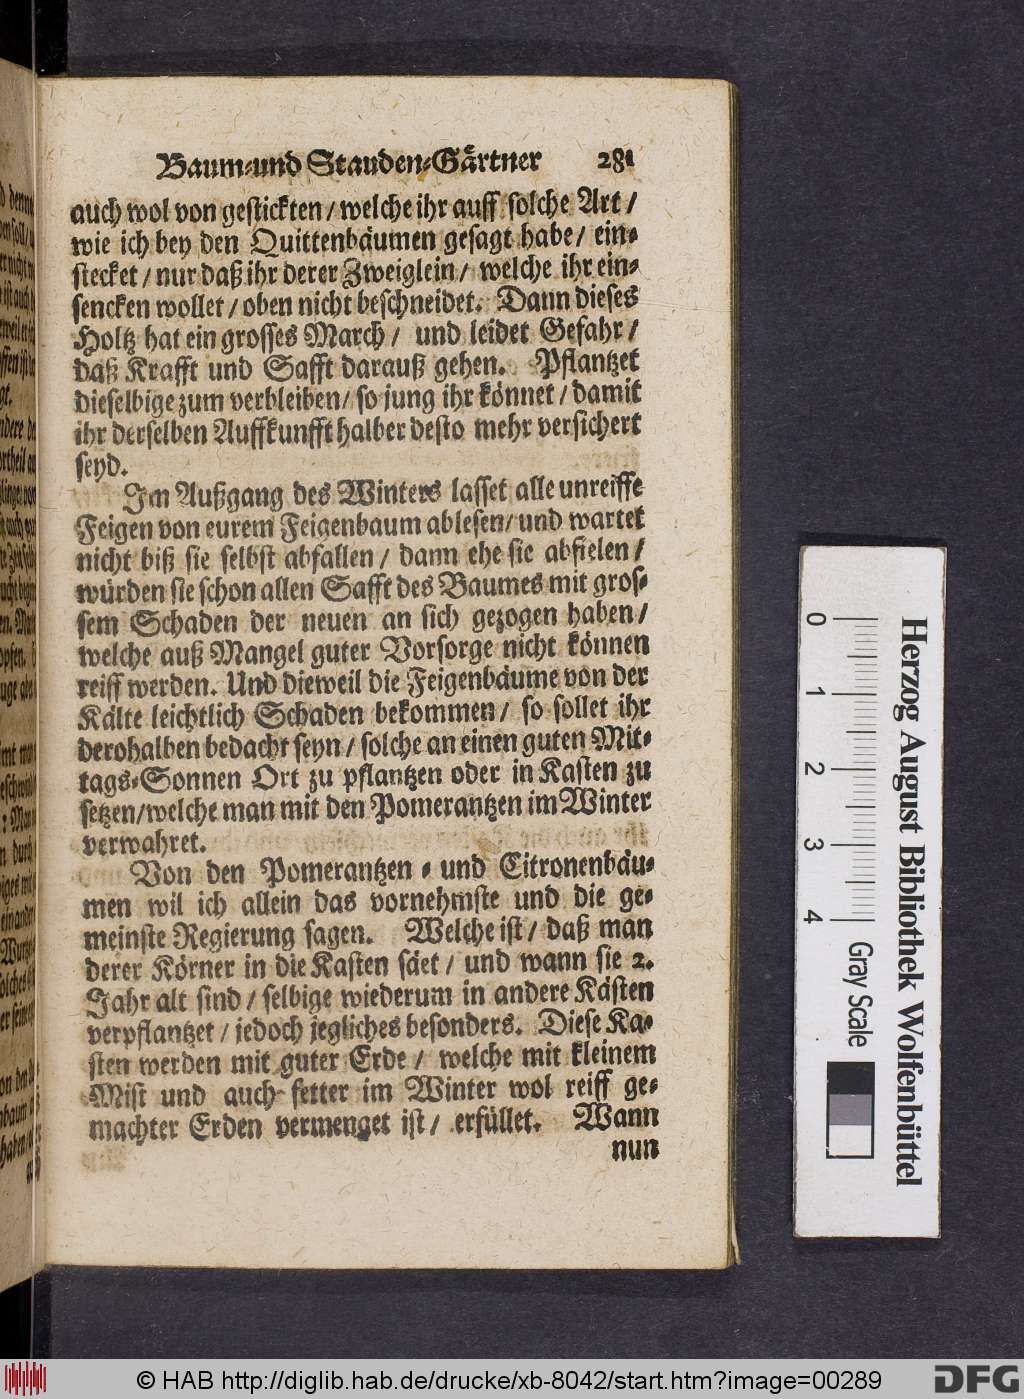 Baum-und Stauden-Gärtner 281
auch wol von gestickten / welche ihr auff solche Art /
wie ich bey den Quittenbäumen gesagt habe / ein-
stecket / nur daß ihr derer Zweiglein / welche ihr ein-
sencken wollet / oben nicht beschneidet. Dann dieses
Holtz hat ein grosses March / und leidet Gefahr /
daß Krafft und Safft darauß gehen. Pflantzet
dieselbige zum verbleiben / so jung ihr könnet / damit
ihr derselben Auffkunfft halber desto mehr versichert
seyd.
Im Außgang des Winters lasset alle unreiffe
Feigen von eurem Feigenbaum ablesen / und wartet
nicht biß sie selbst abfallen / dann ehe sie abfielen /
würden sie schon allen Safft des Baumes mit gros-
sem Schaden der neuen an sich gezogen haben /
welche auß Mangel guter Vorsorge nicht können
reiff werden. Und dieweil die Feigenbäume von der
Kälte leichtlich Schaden bekommen / so sollet ihr
derohalben bedacht seyn / solche an einen guten Mit-
tags-Sonnen Ort zu pflantzen oder in Kasten zu
setzen / welche man mit den Pomerantzen im Winter
verwahret.
Von den Pomerantzen - und Citronenbäu-
men wil ich allein das vornehmste und die ge-
meinste Regierung sagen. Welche ist / daß man
derer Körner in die Kasten säet / und wann sie 2.
Jahr alt sind / selbige wiederum in andere Kästen
verpflantzet / jedoch jegliches besonders. Diese Ka-
sten werden mit guter Erde / welche mit kleinem
Mist und auch fetter im Winter wol reiff ge-
machter Erden vermenget ist / erfüllet. Wann
nun
Herzog August Bibliothek Wolfenbüttel
0 1 2 3 4
Gray Scale
© HAB http://diglib.hab.de/drucke/xb-8042/start.htm?image=00289
DFG